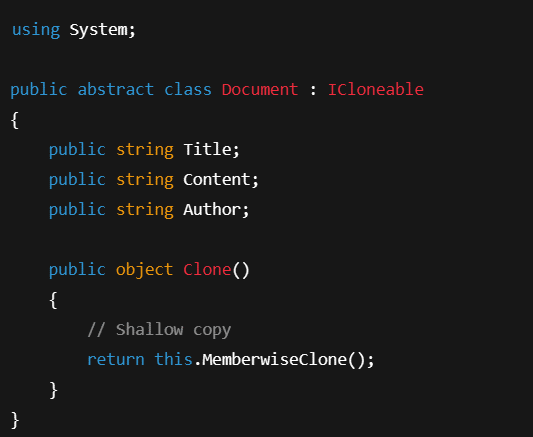 using System;
public abstract class Document : ICloneable
{
public string Title;
public string Content;
public string Author;
public object Clone()
{
// Shallow copy
return this.MemberwiseClone();
}
}